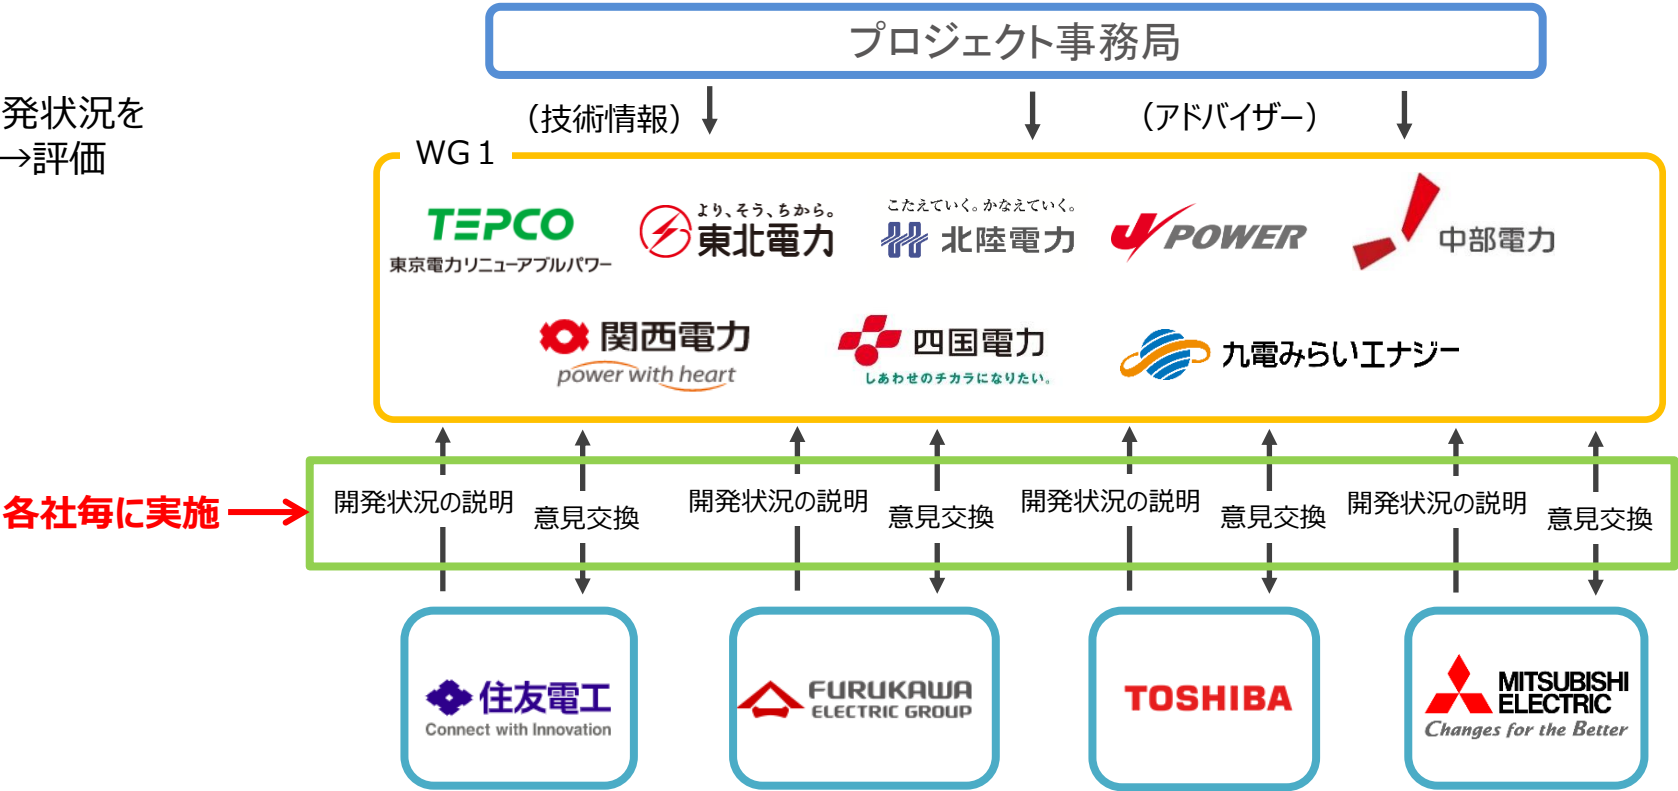 プロジェクト事務局
発状況を
→評価
（技術情報）
（アドバイザー）
WG１
TEPCO
東京電力リニューアブルパワー
より、そう、ちから。
東北電力
こたえていく。かなえていく。
北陸電力
J POWER
中部電力
関西電力
power with heart
四国電力
しあわせのチカラになりたい。
九電みらいエナジー
各社毎に実施
開発状況の説明
意見交換
開発状況の説明
意見交換
開発状況の説明
意見交換
開発状況の説明
意見交換
住友電工
Connect with Innovation
FURUKAWA
ELECTRIC GROUP
TOSHIBA
MITSUBISHI
ELECTRIC
Changes for the Better